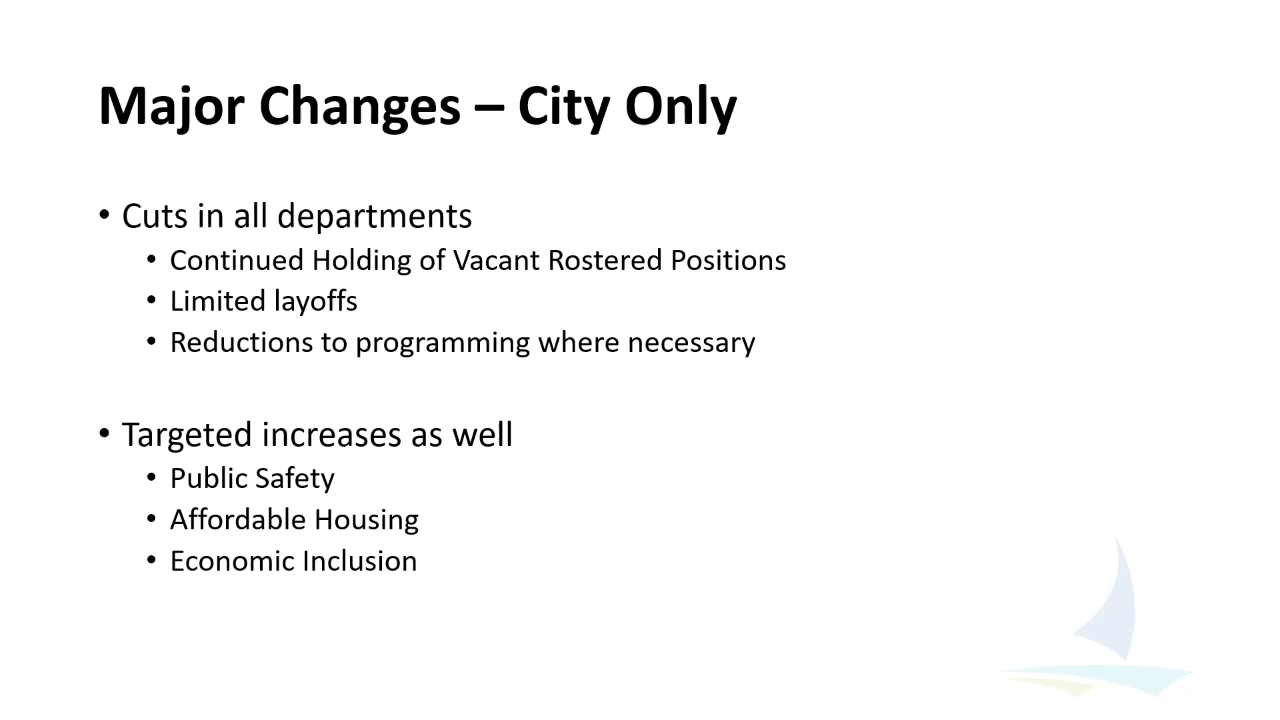 Major Changes – City Only
• Cuts in all departments
• Continued Holding of Vacant Rostered Positions
• Limited layoffs
• Reductions to programming where necessary
• Targeted increases as well
• Public Safety
• Affordable Housing
• Economic Inclusion